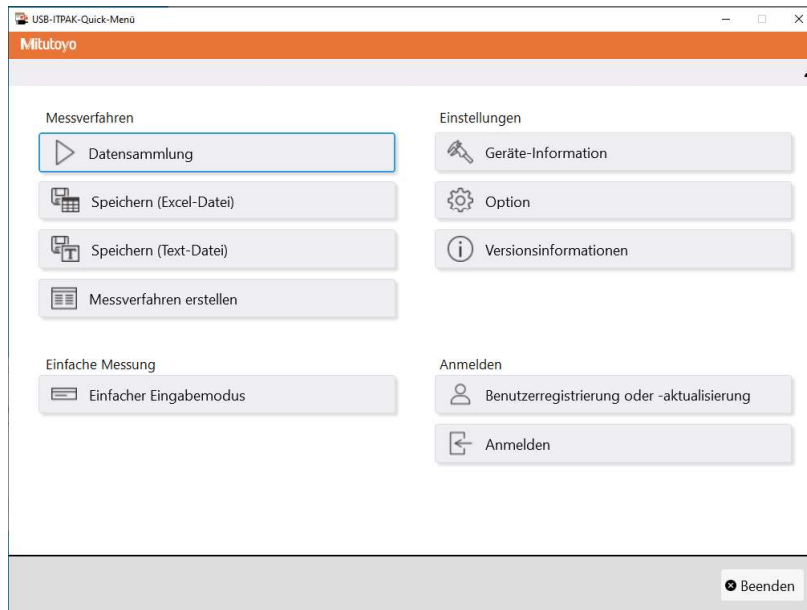 USB-ITPAK-Quick-Menü
Mitutoyo
Messverfahren
Datensammlung
Speichern (Excel-Datei)
Speichern (Text-Datei)
Messverfahren erstellen
Einfache Messung
Einfacher Eingabemodus
Einstellungen
Geräte-Information
Option
Versionsinformationen
Anmelden
Benutzerregistrierung oder -aktualisierung
Anmelden
Beenden